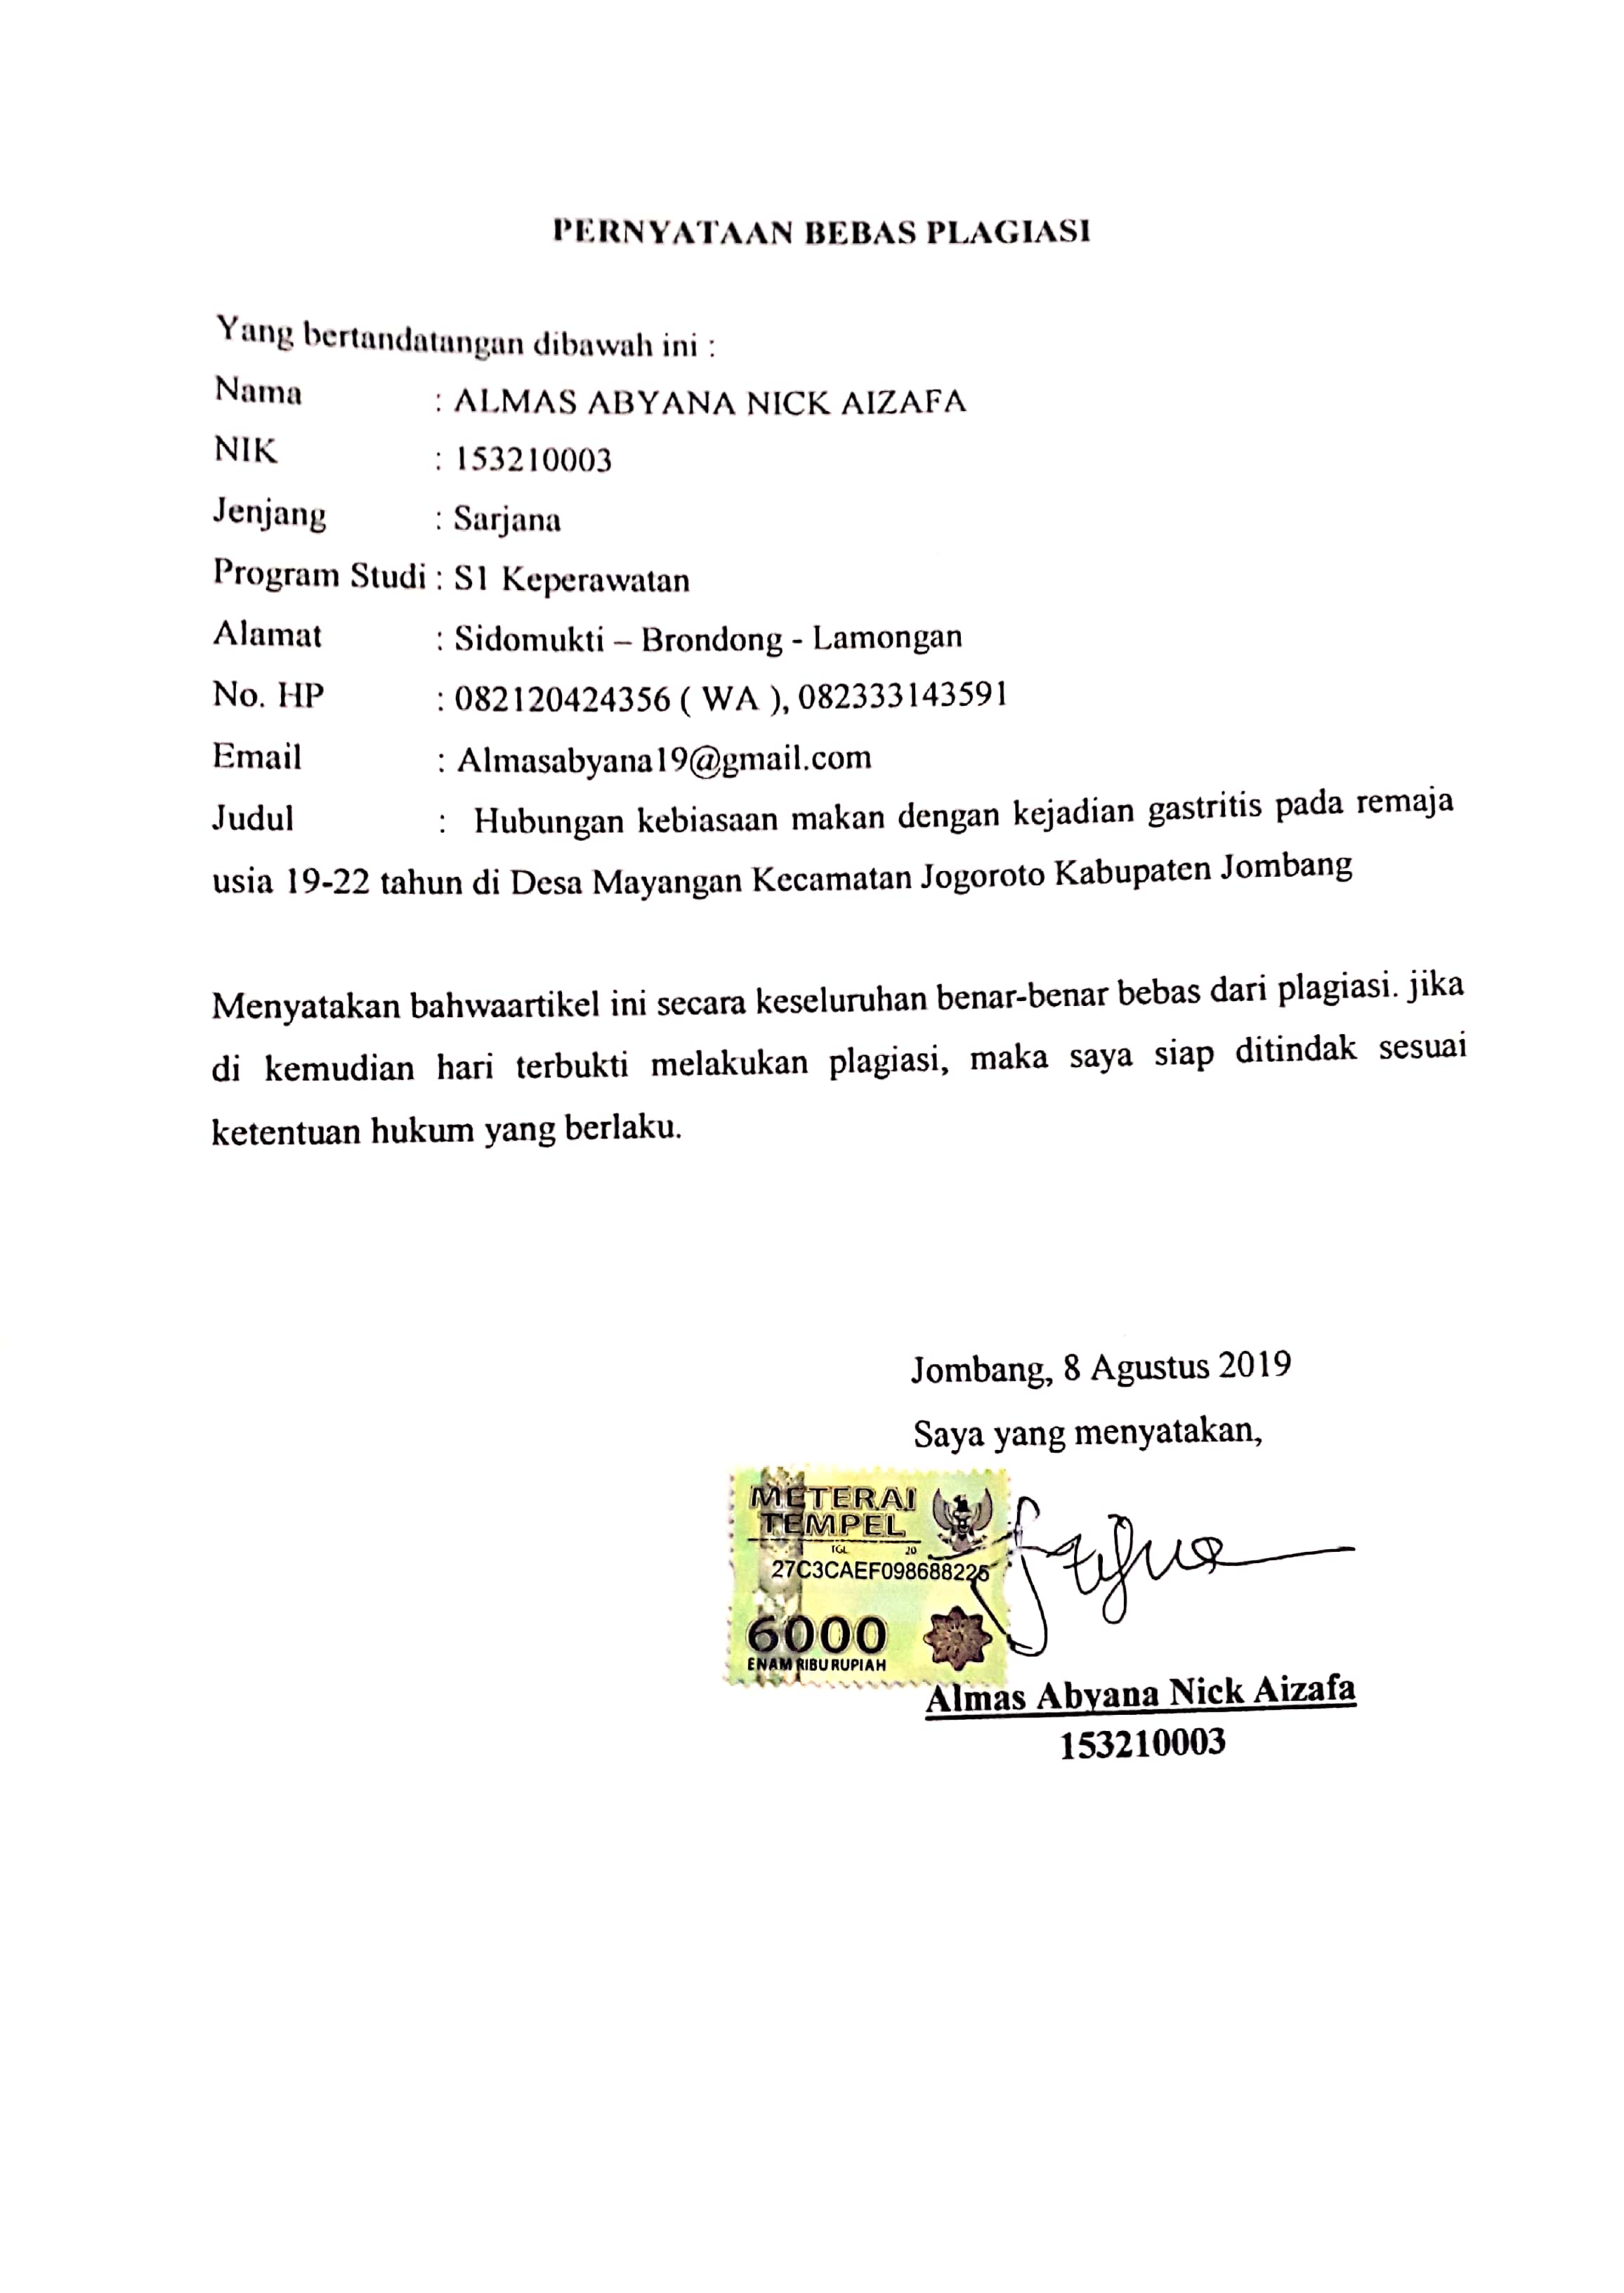 PERNYATAAN BEBAS PLAGIASI
Yang bertandatangan dibawah ini :
Nama : ALMAS ABYANA NICK AIZAFA
NIK : 153210003
Jenjang : Sarjana
Program Studi : S1 Keperawatan
Alamat : Sidomukti – Brondong - Lamongan
No. HP : 082120424356 ( WA ), 082333143591
Email : Almasabyana19@gmail.com
Judul : Hubungan kebiasaan makan dengan kejadian gastritis pada remaja
usia 19-22 tahun di Desa Mayangan Kecamatan Jogoroto Kabupaten Jombang
Menyatakan bahwaartikel ini secara keseluruhan benar-benar bebas dari plagiasi. jika
di kemudian hari terbukti melakukan plagiasi, maka saya siap ditindak sesuai
ketentuan hukum yang berlaku.
Jombang, 8 Agustus 2019
Saya yang menyatakan,
METERAI
TEMPEL
TGL 20
27C3CAEF098688225
6000
ENAM RIBU RUPIAH
Almas Abyana Nick Aizafa
153210003